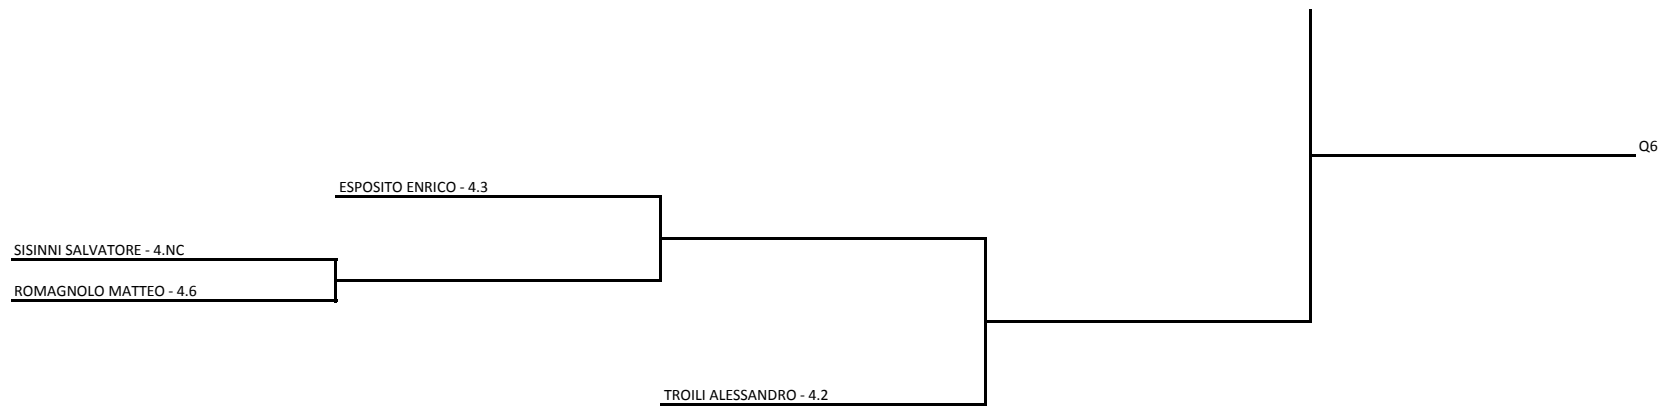 Q6
ESPOSITO ENRICO - 4.3
SISINNI SALVATORE - 4.NC
ROMAGNOLO MATTEO - 4.6
TROILI ALESSANDRO - 4.2